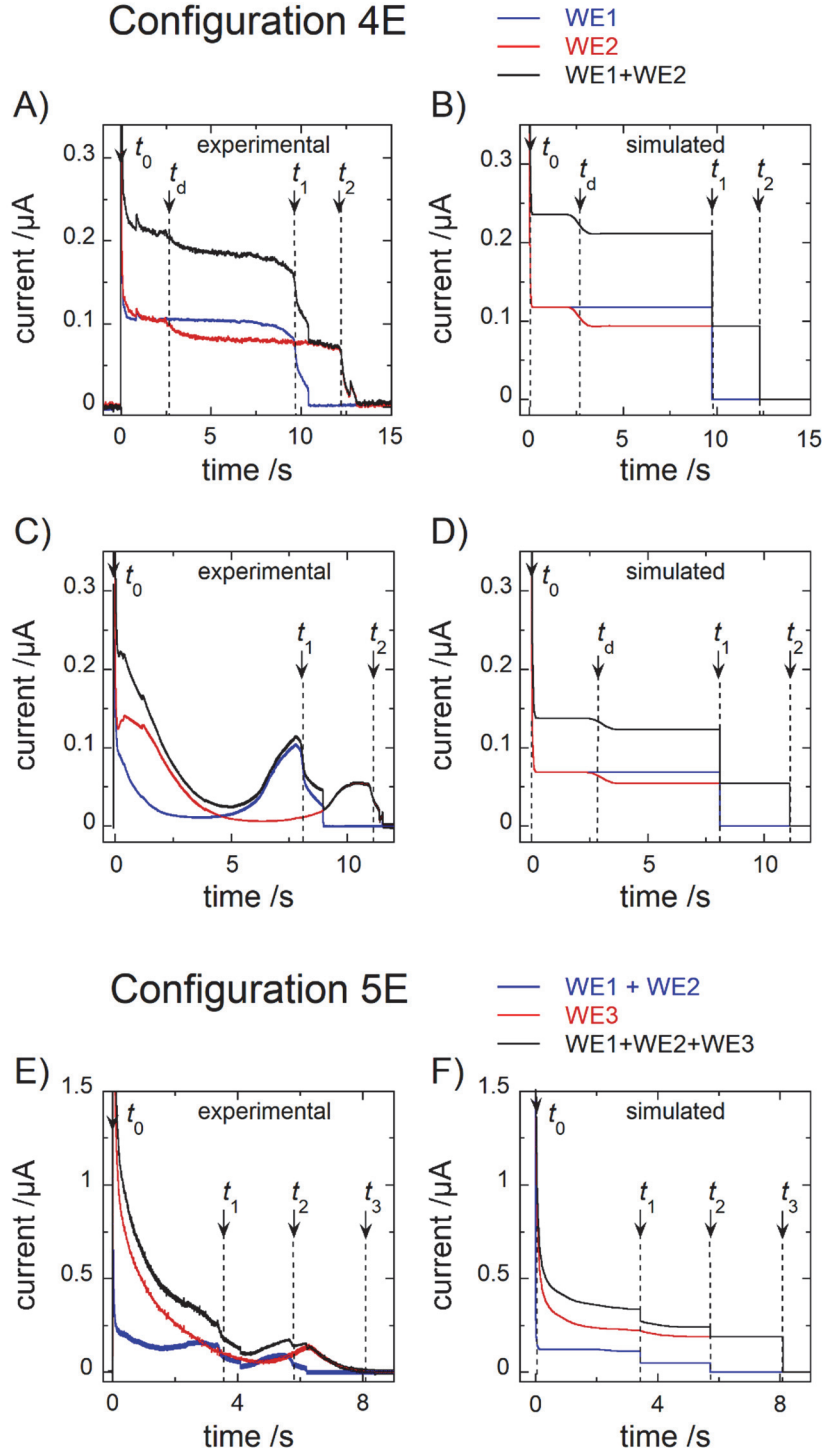 Configuration 4E
WE1
WE2
WE1+WE2
A)
experimental
t0
td
t1
t2
0.3
0.2
0.1
0
current /µA
0
5
10
15
time /s
B)
simulated
t0
td
t1
t2
0.3
0.2
0.1
0
current /µA
0
5
10
15
time /s
C)
experimental
t0
t1
t2
0.3
0.2
0.1
0
current /µA
0
5
10
time /s
D)
simulated
t0
td
t1
t2
0.3
0.2
0.1
0
current /µA
0
5
10
time /s
Configuration 5E
WE1 + WE2
WE3
WE1+WE2+WE3
E)
experimental
t0
t1
t2
t3
1.5
1
0.5
0
current /µA
0
4
8
time /s
F)
simulated
t0
t1
t2
t3
1.5
1
0.5
0
current /µA
0
4
8
time /s